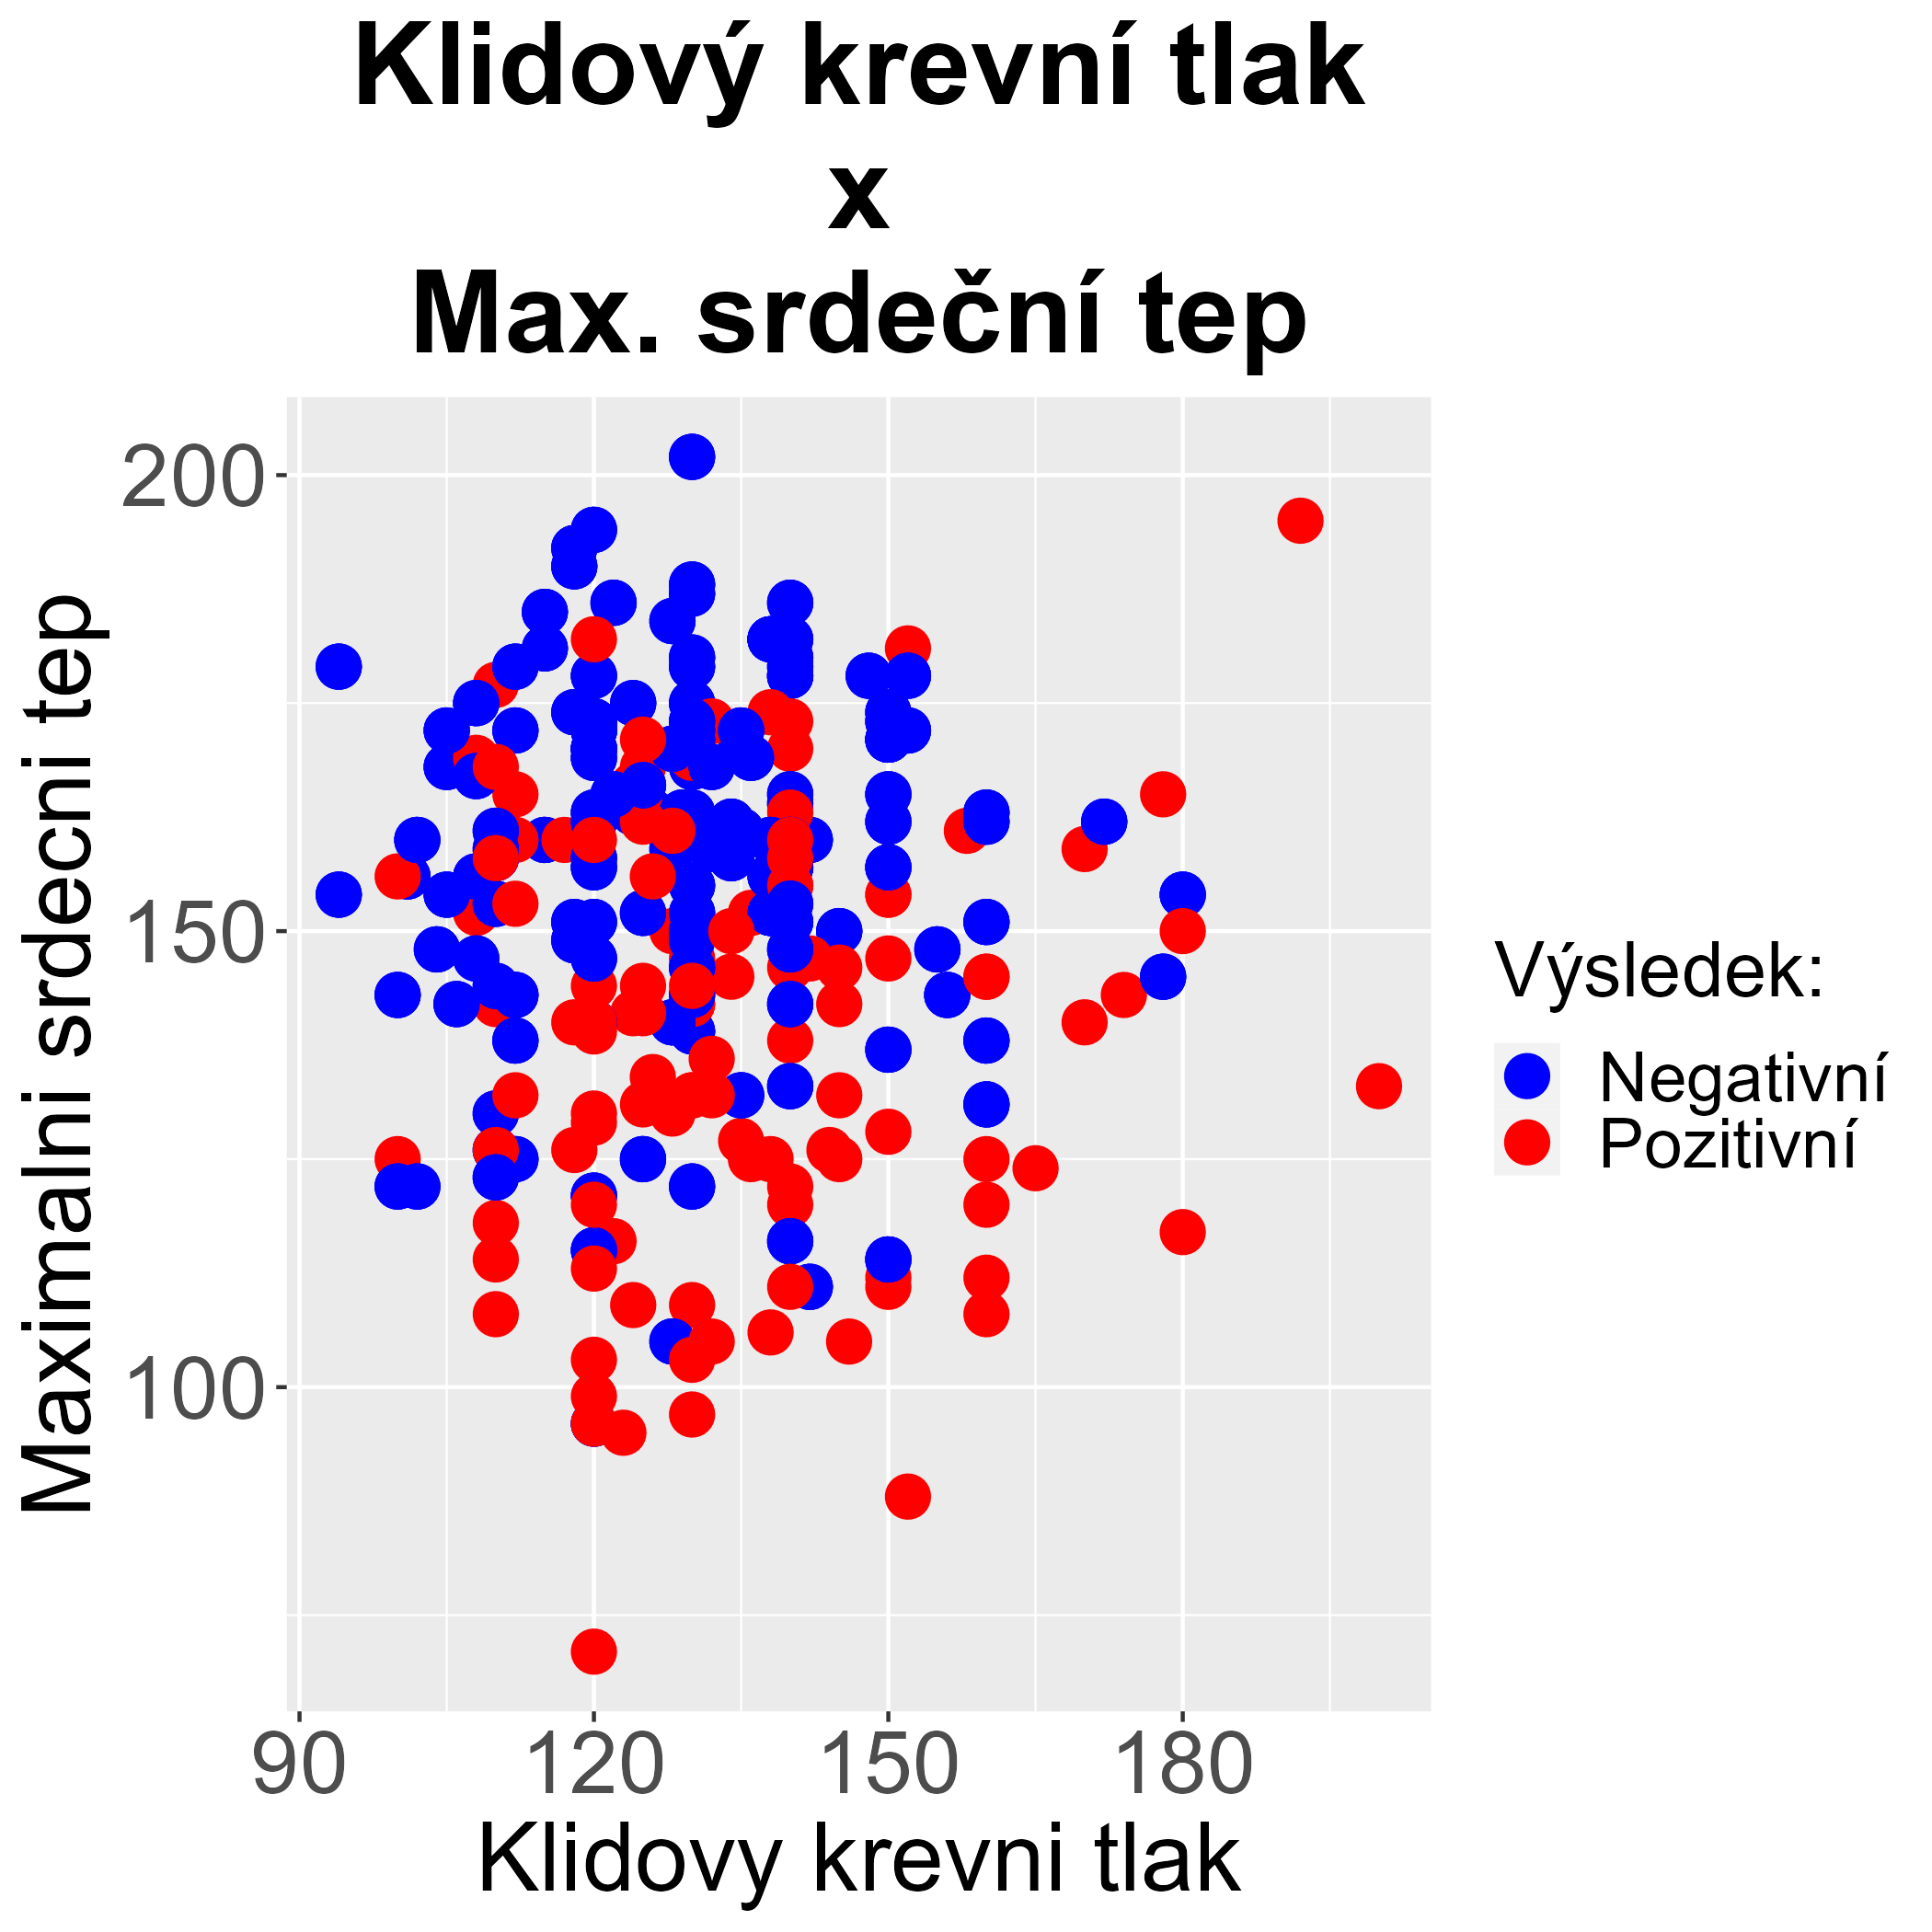 Klidový krevní tlak
x
Max. srdeční tep
Maximalni srdecni tep
200
150
100
90 120 150 180
Klidovy krevni tlak
Výsledek:
Negativní
Pozitivní